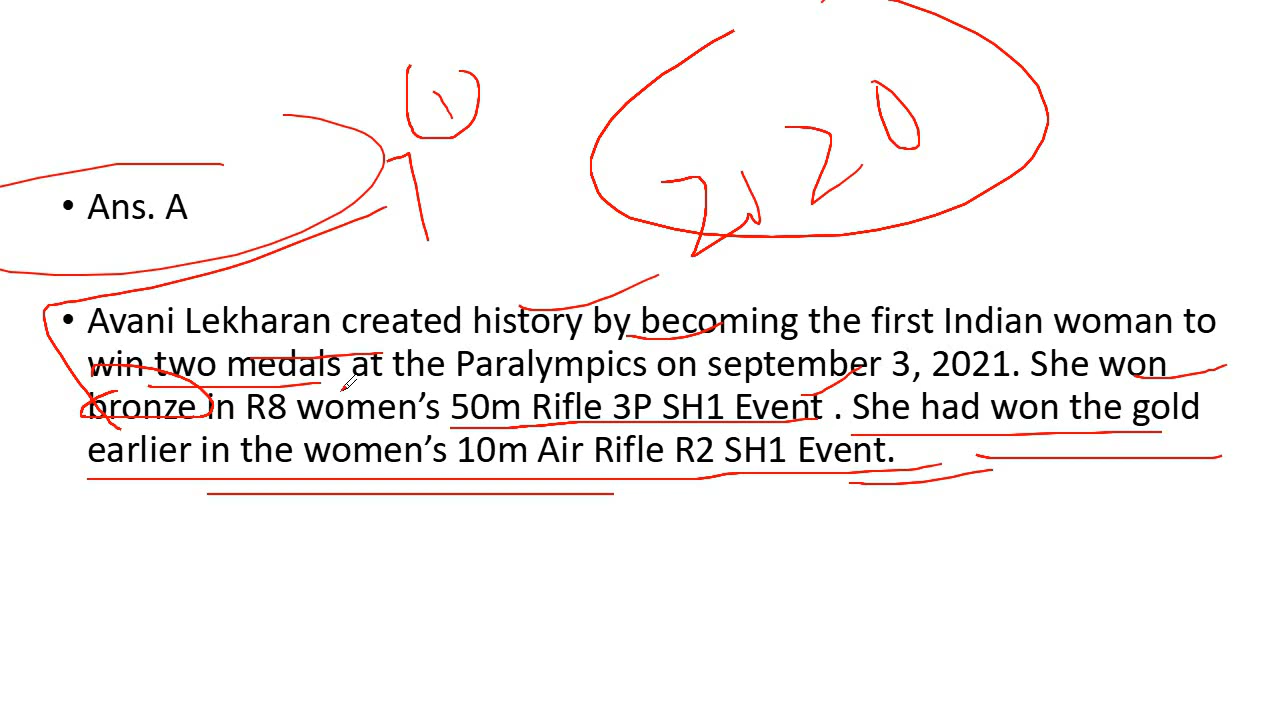 2020
• Ans. A
• Avani Lekharan created history by becoming the first Indian woman to
win two medals at the Paralympics on september 3, 2021. She won
bronze in R8 women’s 50m Rifle 3P SH1 Event . She had won the gold
earlier in the women’s 10m Air Rifle R2 SH1 Event.